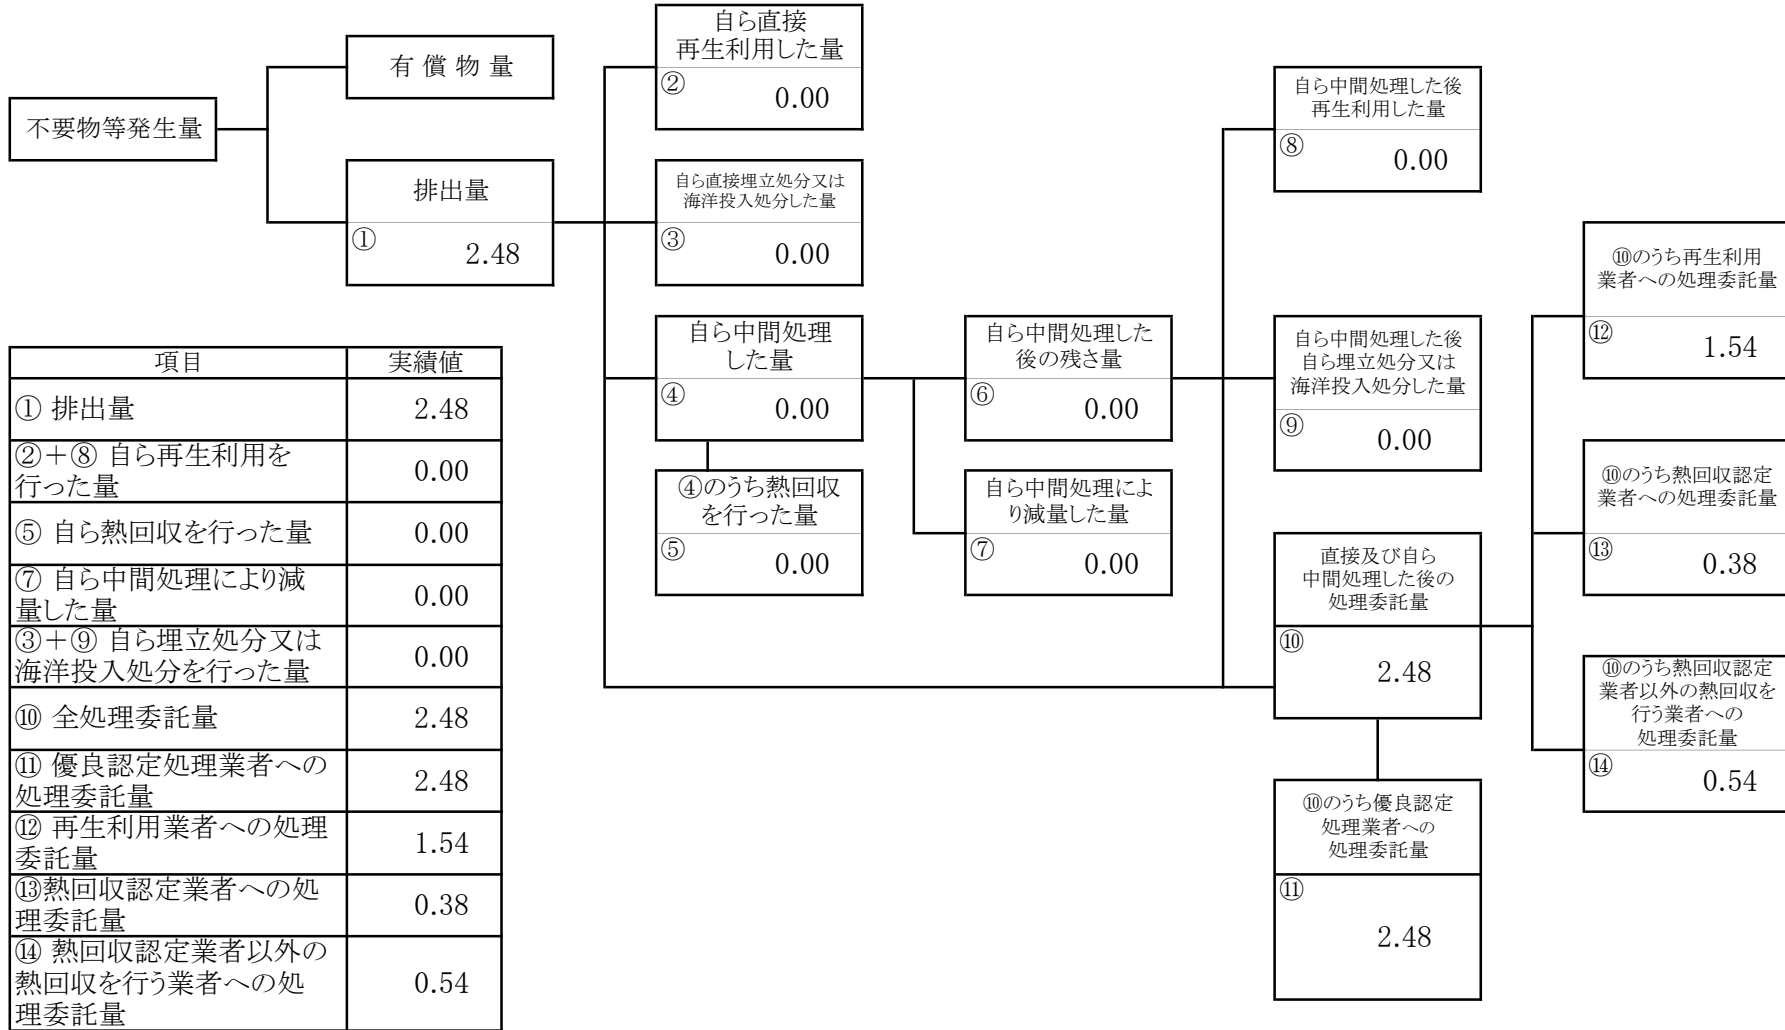 不要物等発生量
有 償 物 量
排出量
①
2.48
自ら直接
再生利用した量
②
0.00
自ら直接埋立処分又は
海洋投入処分した量
③
0.00
自ら中間処理
した量
④
0.00
④のうち熱回収
を行った量
⑤
0.00
自ら中間処理した
後の残さ量
⑥
0.00
自ら中間処理によ
り減量した量
⑦
0.00
自ら中間処理した後
再生利用した量
⑧
0.00
自ら中間処理した後
自ら埋立処分又は
海洋投入処分した量
⑨
0.00
直接及び自ら
中間処理した後の
処理委託量
⑩
2.48
⑩のうち優良認定
処理業者への
処理委託量
⑪
2.48
⑩のうち再生利用
業者への処理委託量
⑫
1.54
⑩のうち熱回収認定
業者への処理委託量
⑬
0.38
⑩のうち熱回収認定
業者以外の熱回収を
行う業者への
処理委託量
⑭
0.54
項目 実績値
① 排出量 2.48
②＋⑧ 自ら再生利用を
行った量 0.00
⑤ 自ら熱回収を行った量 0.00
⑦ 自ら中間処理により減
量した量 0.00
③＋⑨ 自ら埋立処分又は
海洋投入処分を行った量 0.00
⑩ 全処理委託量 2.48
⑪ 優良認定処理業者への
処理委託量 2.48
⑫ 再生利用業者への処理
委託量 1.54
⑬熱回収認定業者への処
理委託量 0.38
⑭ 熱回収認定業者以外の
熱回収を行う業者への処
理委託量 0.54